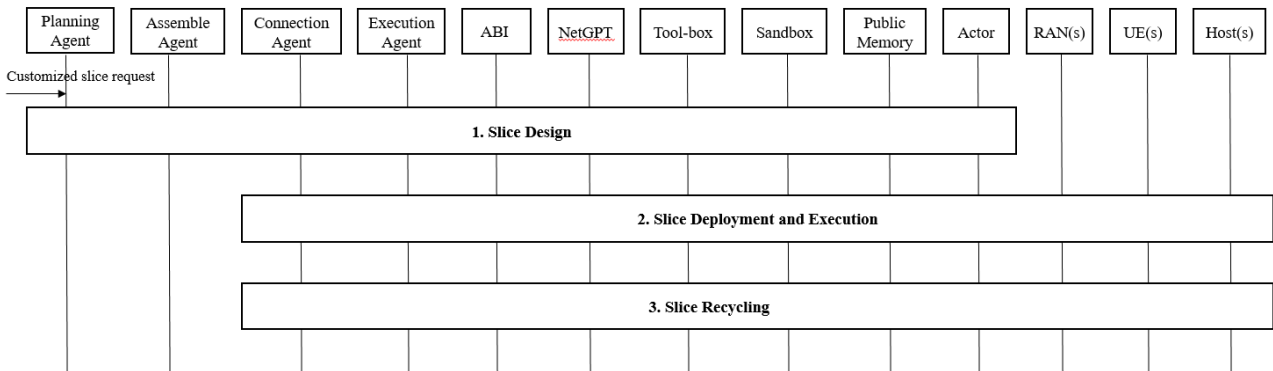 Planning
Agent
Assemble
Agent
Connection
Agent
Execution
Agent
ABI
NetGPT
Tool-box
Sandbox
Public
Memory
Actor
RAN(s)
UE(s)
Host(s)
Customized slice request
1. Slice Design
2. Slice Deployment and Execution
3. Slice Recycling